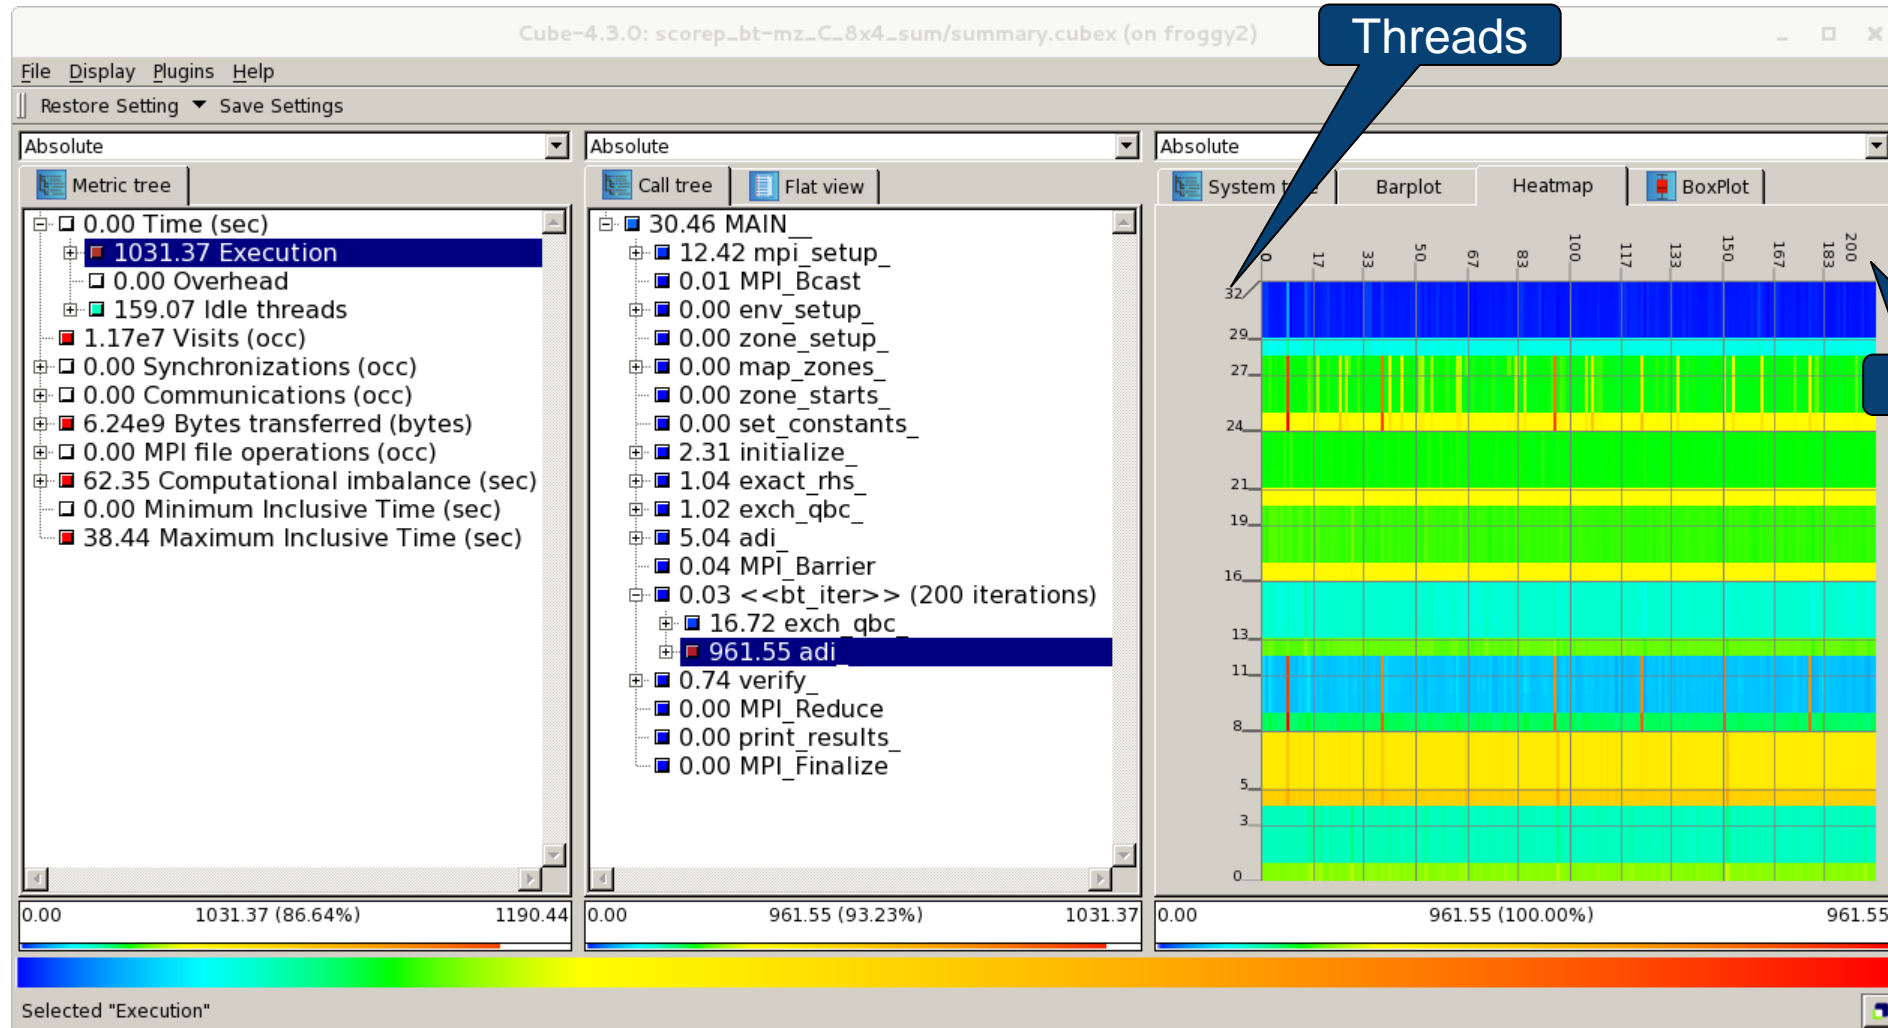 Cube-4.3.0: scorep_bt-mz_C_8x4_sum/summary.cubex (on froggy2)
Threads
File Display Plugins Help
Restore Setting Save Settings
Absolute
Metric tree
0.00 Time (sec)
1031.37 Execution
0.00 Overhead
159.07 Idle threads
1.17e7 Visits (occ)
0.00 Synchronizations (occ)
0.00 Communications (occ)
6.24e9 Bytes transferred (bytes)
0.00 MPI file operations (occ)
62.35 Computational imbalance (sec)
0.00 Minimum Inclusive Time (sec)
38.44 Maximum Inclusive Time (sec)
0.00 1031.37 (86.64%) 1190.44
Absolute
Call tree Flat view
30.46 MAIN__
12.42 mpi_setup_
0.01 MPI_Bcast
0.00 env_setup_
0.00 zone_setup_
0.00 map_zones_
0.00 zone_starts_
0.00 set_constants_
2.31 initialize_
1.04 exact_rhs_
1.02 exch_qbc_
5.04 adi_
0.04 MPI_Barrier
0.03 <<bt_iter>> (200 iterations)
16.72 exch_qbc_
961.55 adi_
0.74 verify_
0.00 MPI_Reduce
0.00 print_results_
0.00 MPI_Finalize
0.00 961.55 (93.23%) 1031.37
Absolute
System Barplot Heatmap BoxPlot
0 17 33 50 67 83 100 117 133 150 167 183 200
32
29
27
24
21
19
16
13
11
8
5
3
0
0.00 961.55 (100.00%) 961.55
Selected "Execution"